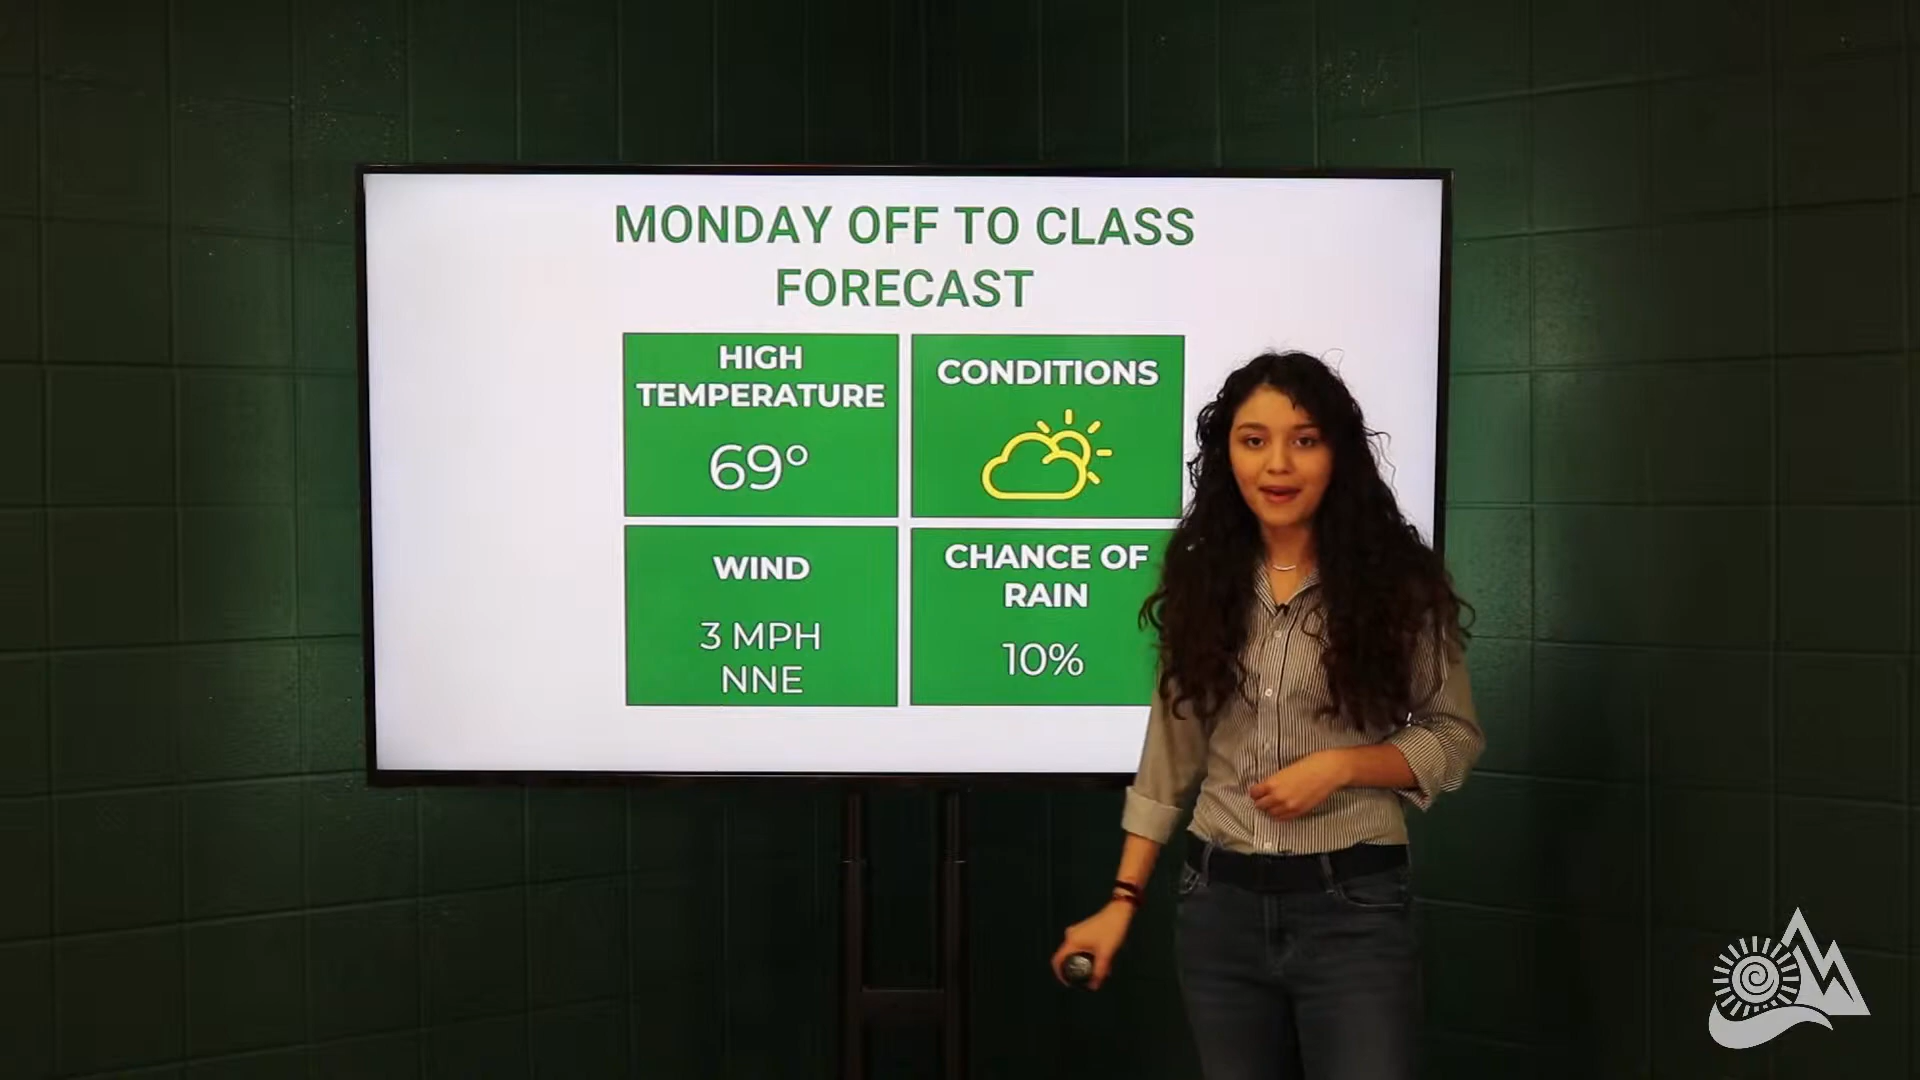 MONDAY OFF TO CLASS
FORECAST
HIGH
TEMPERATURE
69°
CONDITIONS
WIND
3 MPH
NNE
CHANCE OF
RAIN
10%